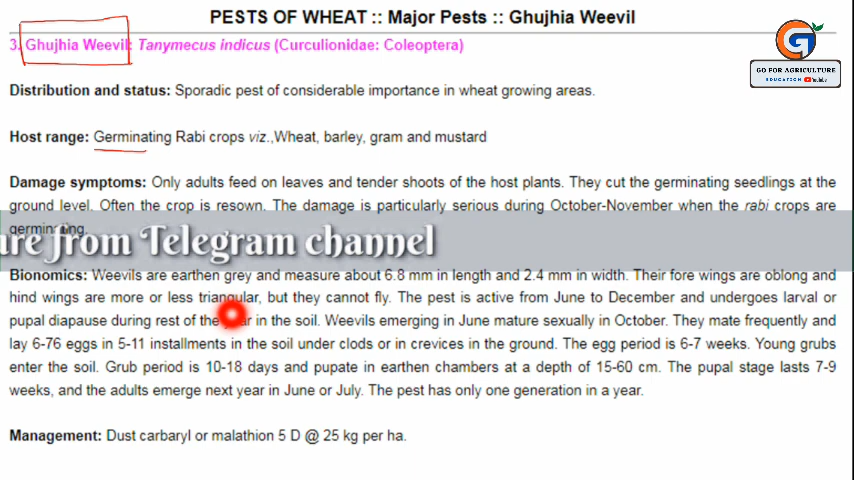 PESTS OF WHEAT :: Major Pests :: Ghujhia Weevil
3. Ghujhia Weevil: Tanymecus indicus (Curculionidae: Coleoptera)
GO FOR AGRICULTURE
EDUCATION YouTube
Distribution and status: Sporadic pest of considerable importance in wheat growing areas.
Host range: Germinating Rabi crops viz.,Wheat, barley, gram and mustard
Damage symptoms: Only adults feed on leaves and tender shoots of the host plants. They cut the germinating seedlings at the
ground level. Often the crop is resown. The damage is particularly serious during October-November when the rabi crops are
germinating.
are from Telegram channel
Bionomics: Weevils are earthen grey and measure about 6.8 mm in length and 2.4 mm in width. Their fore wings are oblong and
hind wings are more or less triangular, but they cannot fly. The pest is active from June to December and undergoes larval or
pupal diapause during rest of the year in the soil. Weevils emerging in June mature sexually in October. They mate frequently and
lay 6-76 eggs in 5-11 installments in the soil under clods or in crevices in the ground. The egg period is 6-7 weeks. Young grubs
enter the soil. Grub period is 10-18 days and pupate in earthen chambers at a depth of 15-60 cm. The pupal stage lasts 7-9
weeks, and the adults emerge next year in June or July. The pest has only one generation in a year.
Management: Dust carbaryl or malathion 5 D @ 25 kg per ha.